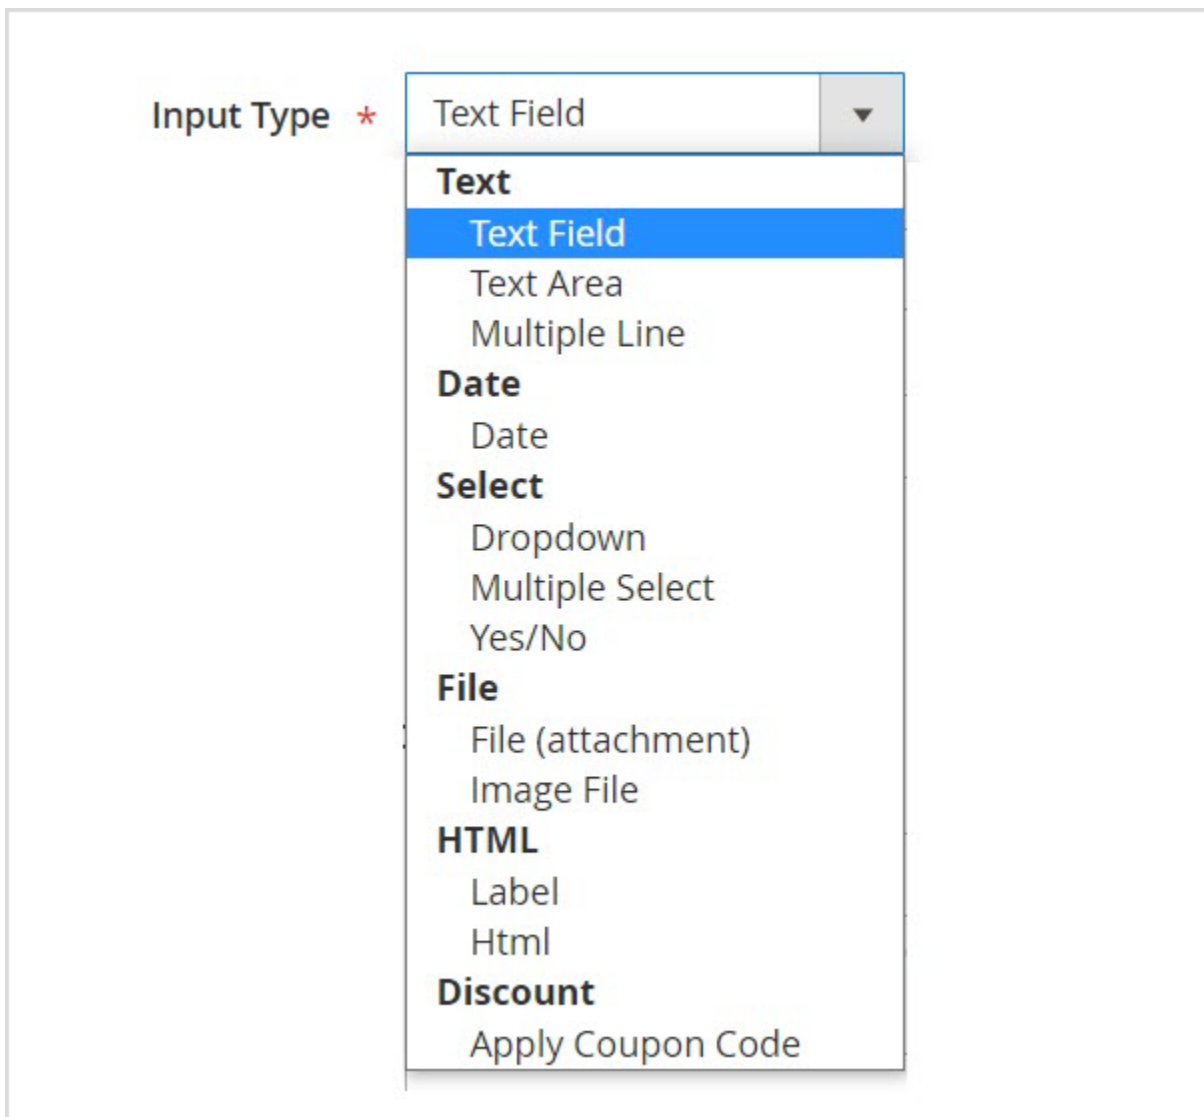 Input Type * Text Field
Text
Text Field
Text Area
Multiple Line
Date
Date
Select
Dropdown
Multiple Select
Yes/No
File
File (attachment)
Image File
HTML
Label
Html
Discount
Apply Coupon Code